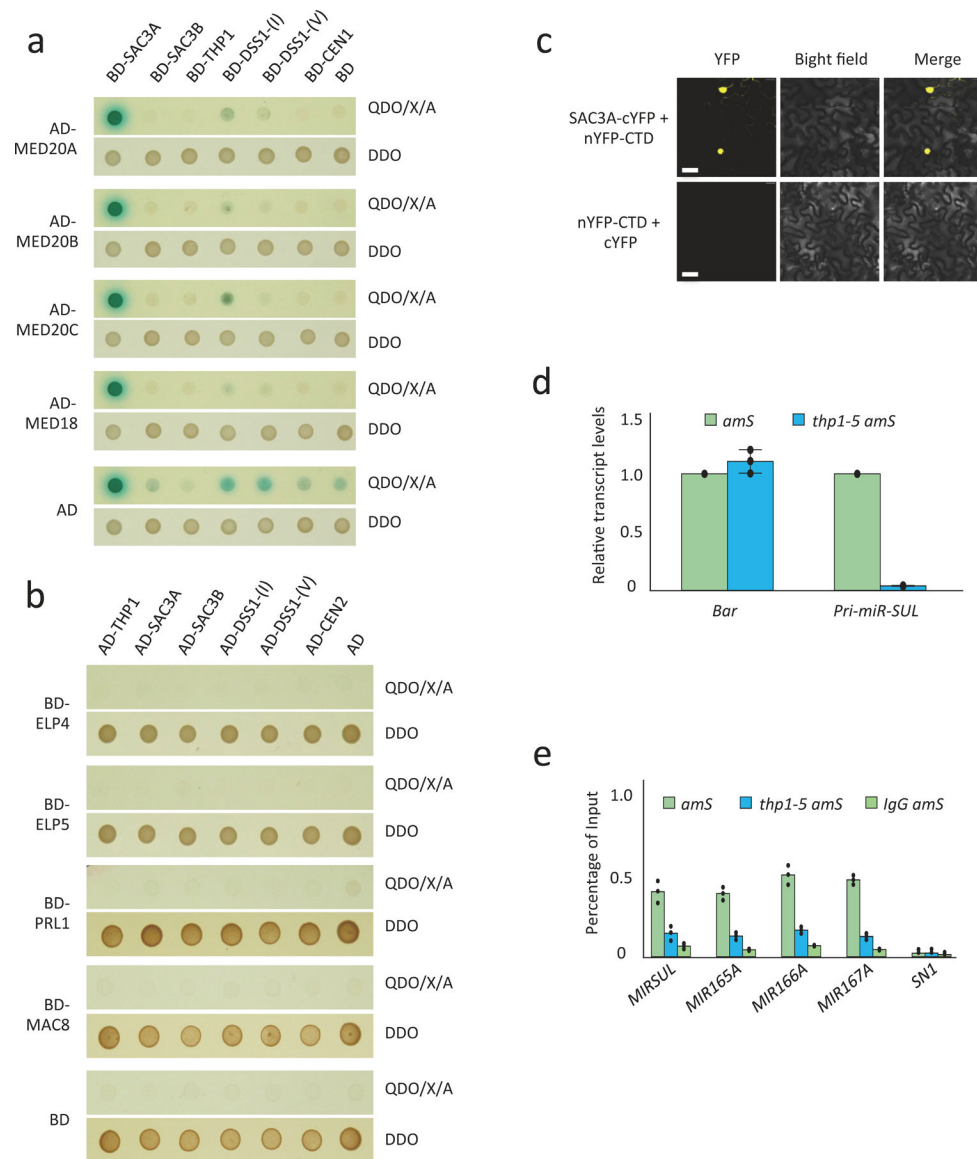 a
BD-SAC3A
BD-SAC3B
BD-THP1
BD-DSS1-(I)
BD-DSS1-(V)
BD-CEN1
BD
AD-
MED20A
QDO/X/A
DDO
AD-
MED20B
QDO/X/A
DDO
AD-
MED20C
QDO/X/A
DDO
AD-
MED18
QDO/X/A
DDO
AD
QDO/X/A
DDO
b
AD-THP1
AD-SAC3A
AD-SAC3B
AD-DSS1-(I)
AD-DSS1-(V)
AD-CEN2
AD
BD-
ELP4
QDO/X/A
DDO
BD-
ELP5
QDO/X/A
DDO
BD-
PRL1
QDO/X/A
DDO
BD-
MAC8
QDO/X/A
DDO
BD
QDO/X/A
DDO
c
YFP
Bight field
Merge
SAC3A-cYFP +
nYFP-CTD
nYFP-CTD +
cYFP
d
Relative transcript levels
1.5
1.0
0.5
0
amS
thp1-5 amS
Bar
Pri-miR-SUL
e
Percentage of Input
1.0
0.5
0
amS
thp1-5 amS
IgG amS
MIRSUL
MIR165A
MIR166A
MIR167A
SN1